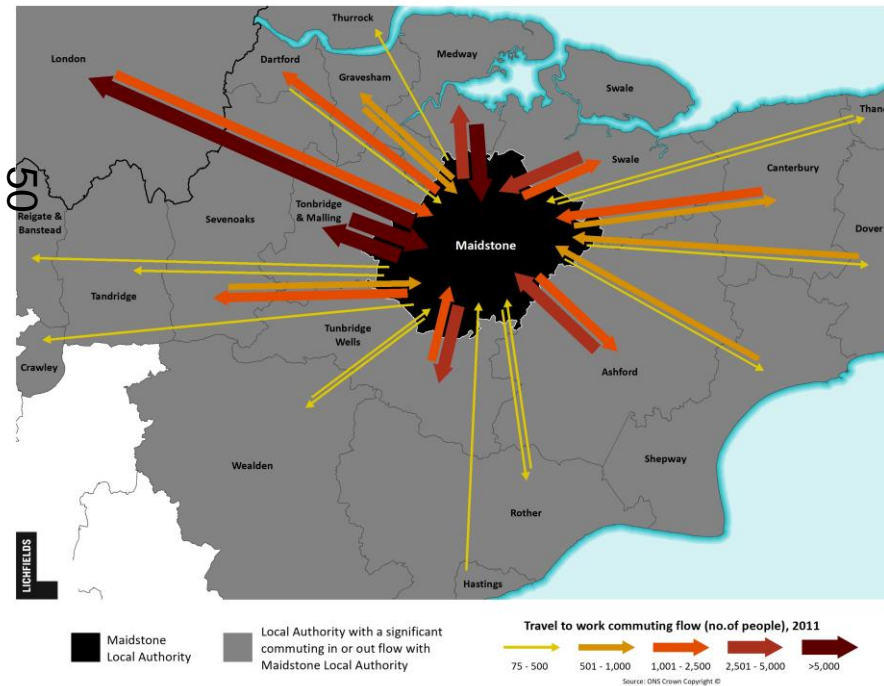 Thurrock
London
Dartford
Medway
Gravesham
Swale
Thane
Swale
Canterbury
50
Reigate &
Banstead
Sevenoaks
Tonbridge
& Malling
Maidstone
Dover
Tandridge
Tunbridge
Wells
Crawley
Ashford
Wealden
Shepway
Rother
Hastings
LICHFIELDS
Maidstone
Local Authority
Local Authority with a significant
commuting in or out flow with
Maidstone Local Authority
Travel to work commuting flow (no.of people), 2011
75 - 500
501 - 1,000
1,001 - 2,500
2,501 - 5,000
>5,000
Source: ONS Crown Copyright ©